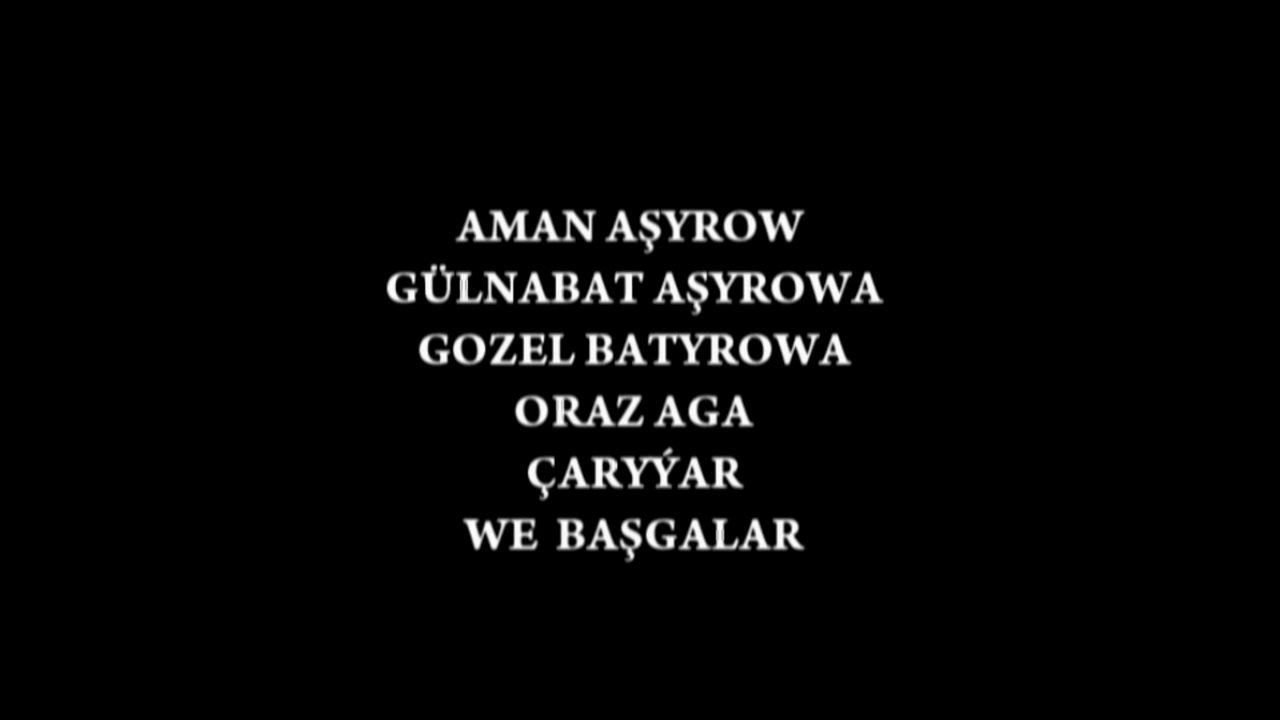 AMAN AŞYROW
GÜLNABAT AŞYROWA
GOZEL BATYROWA
ORAZ AGA
ÇARYÝAR
WE BAŞGALAR